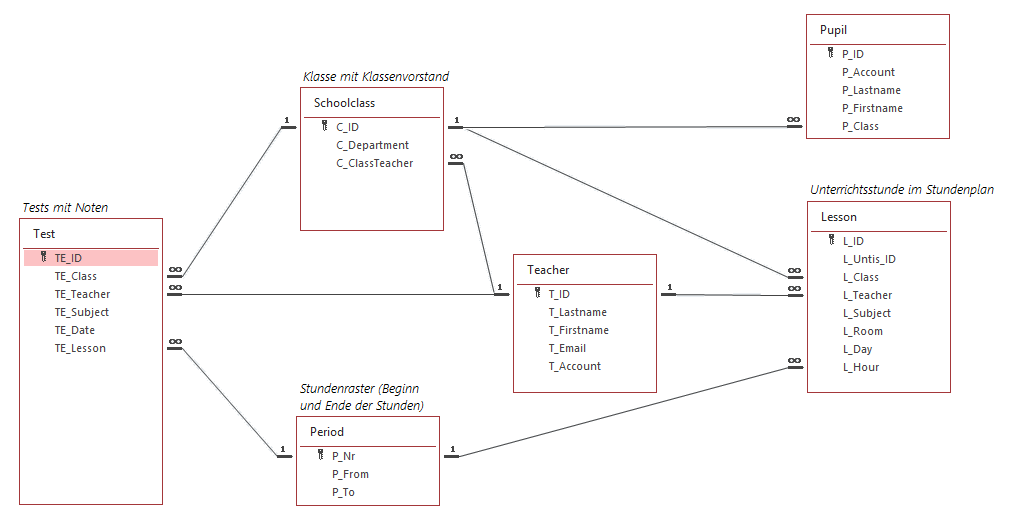 Tests mit Noten
Test
TE_ID
TE_Class
TE_Teacher
TE_Subject
TE_Date
TE_Lesson
∞
∞
∞
Klasse mit Klassenvorstand
Schoolclass
C_ID
C_Department
C_ClassTeacher
1
1
∞
Stundenraster (Beginn
und Ende der Stunden)
Period
P_Nr
P_From
P_To
1
1
Teacher
T_ID
T_Lastname
T_Firstname
T_Email
T_Account
1
1
Pupil
P_ID
P_Account
P_Lastname
P_Firstname
P_Class
∞
Unterrichtsstunde im Stundenplan
Lesson
L_ID
L_Untis_ID
L_Class
L_Teacher
L_Subject
L_Room
L_Day
L_Hour
∞
∞
∞